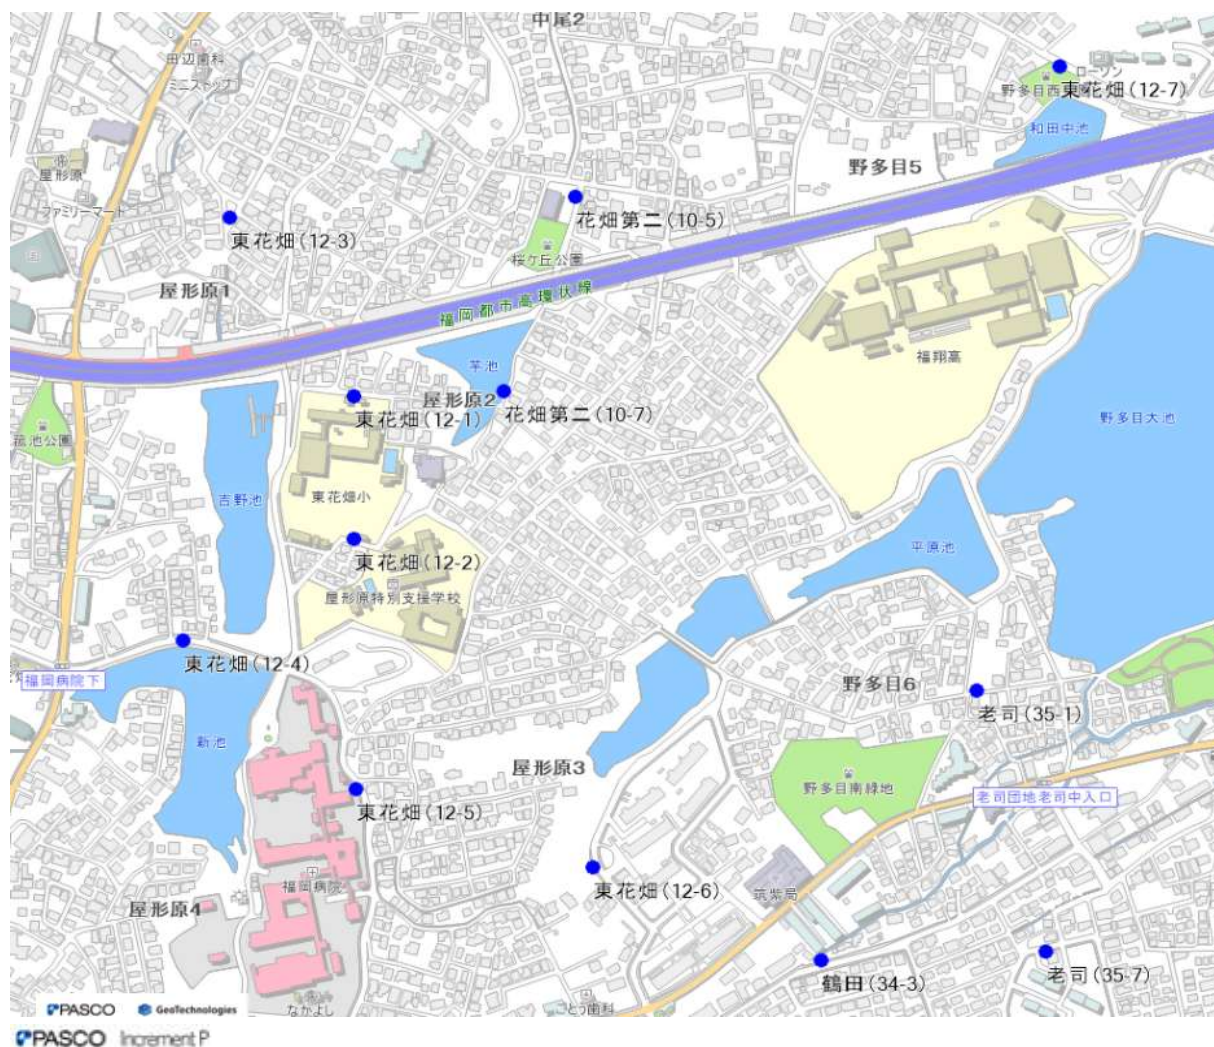 中尾2
田辺歯科
ミニストップ
ローソン
野多目西
東花畑(12-7)
和田中池
屋形原
野多目5
ファミリーマート
花畑第二(10-5)
東花畑(12-3)
桜ケ丘公園
屋形原1
福岡都市高環状線
福翔高
芋池
屋形原2
東花畑(12-1)
花畑第二(10-7)
野多目大池
菰池公園
吉野池
東花畑小
平原池
東花畑(12-2)
屋形原特別支援学校
東花畑(12-4)
福岡病院下
野多目6
老司(35-1)
新池
屋形原3
野多目南緑地
老司団地老司中入口
東花畑(12-5)
福岡病院
東花畑(12-6)
筑紫局
屋形原4
老司(35-7)
鶴田(34-3)
なかよし
ごとう歯科
PASCO
GeoTechnologies
PASCO Increment P